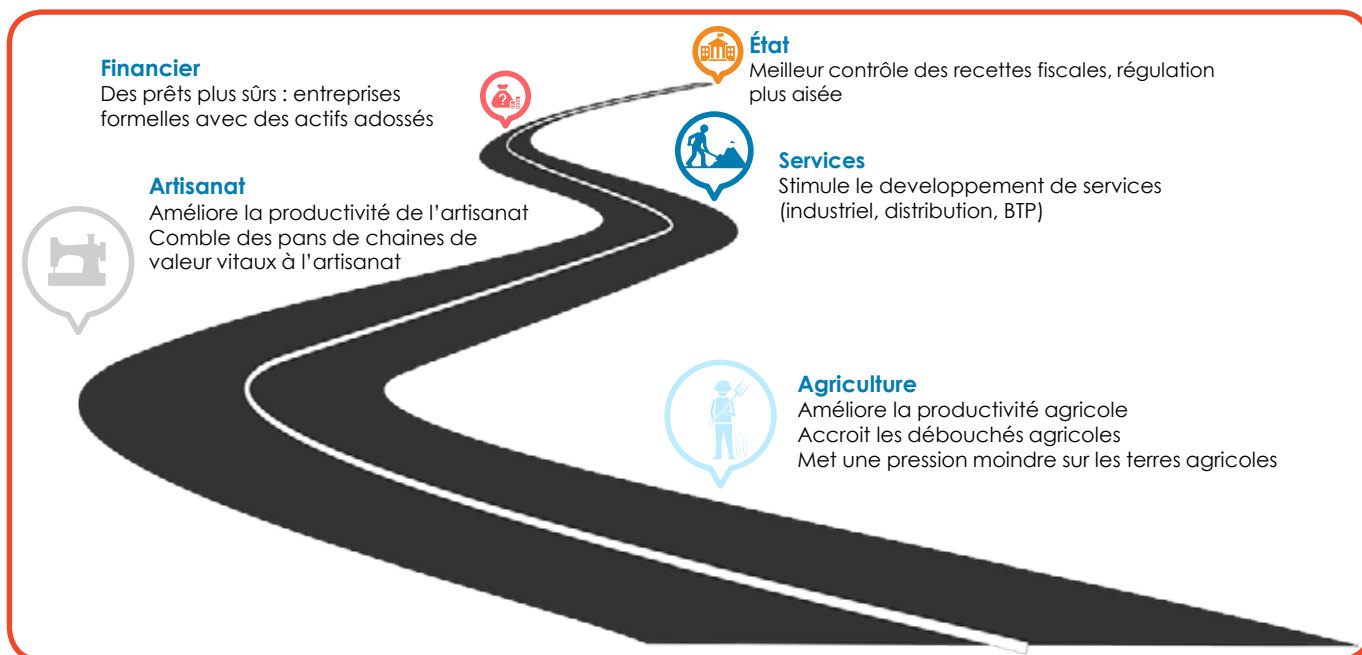 Financier
Des prêts plus sûrs : entreprises
formelles avec des actifs adossés
État
Meilleur contrôle des recettes fiscales, régulation
plus aisée
Artisanat
Améliore la productivité de l'artisanat
Comble des pans de chaines de
valeur vitaux à l'artisanat
Services
Stimule le developpement de services
(industriel, distribution, BTP)
Agriculture
Améliore la productivité agricole
Accroit les débouchés agricoles
Met une pression moindre sur les terres agricoles